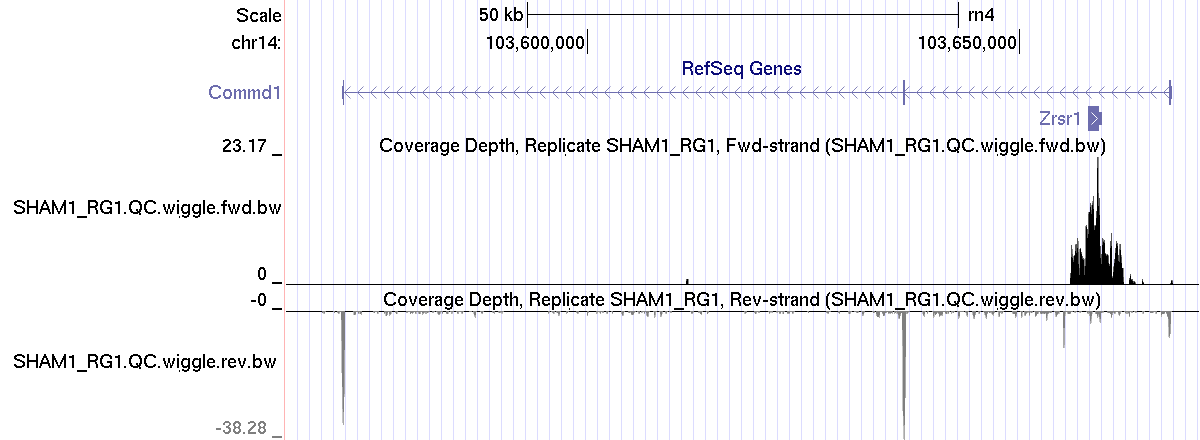 Scale 50 kb rn4
chr14: 103,600,000 103,650,000
RefSeq Genes
Commd1
Zrsr1
23.17 _ Coverage Depth, Replicate SHAM1_RG1, Fwd-strand (SHAM1_RG1.QC.wiggle.fwd.bw)
SHAM1_RG1.QC.wiggle.fwd.bw
0 _
-0 _ Coverage Depth, Replicate SHAM1_RG1, Rev-strand (SHAM1_RG1.QC.wiggle.rev.bw)
SHAM1_RG1.QC.wiggle.rev.bw
-38.28 _